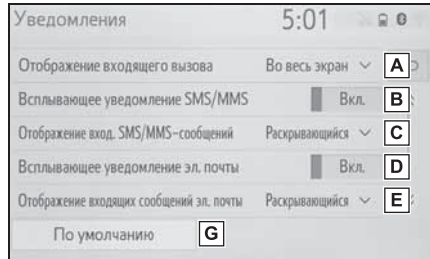 Уведомления 5:01
Отображение входящего вызова Во весь экран A
Всплывающее уведомление SMS/MMS Вкл. B
Отображение вход. SMS/MMS-сообщений Раскрывающийся C
Всплывающее уведомление эл. почты Вкл. D
Отображение входящих сообщений эл. почты Раскрывающийся E
По умолчанию G